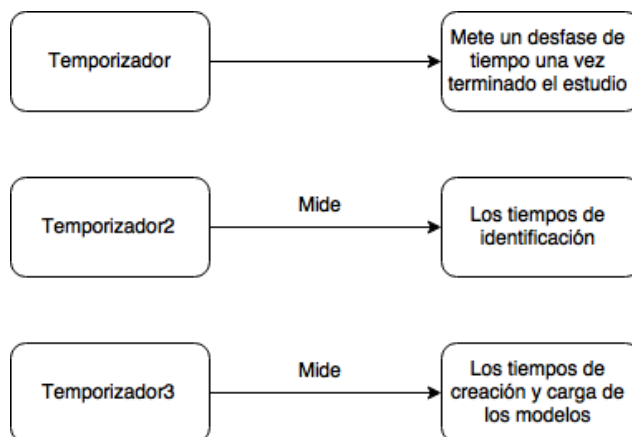 Temporizador
Mete un desfase de
tiempo una vez
terminado el estudio
Temporizador2
Mide
Los tiempos de
identificación
Temporizador3
Mide
Los tiempos de
creación y carga de
los modelos